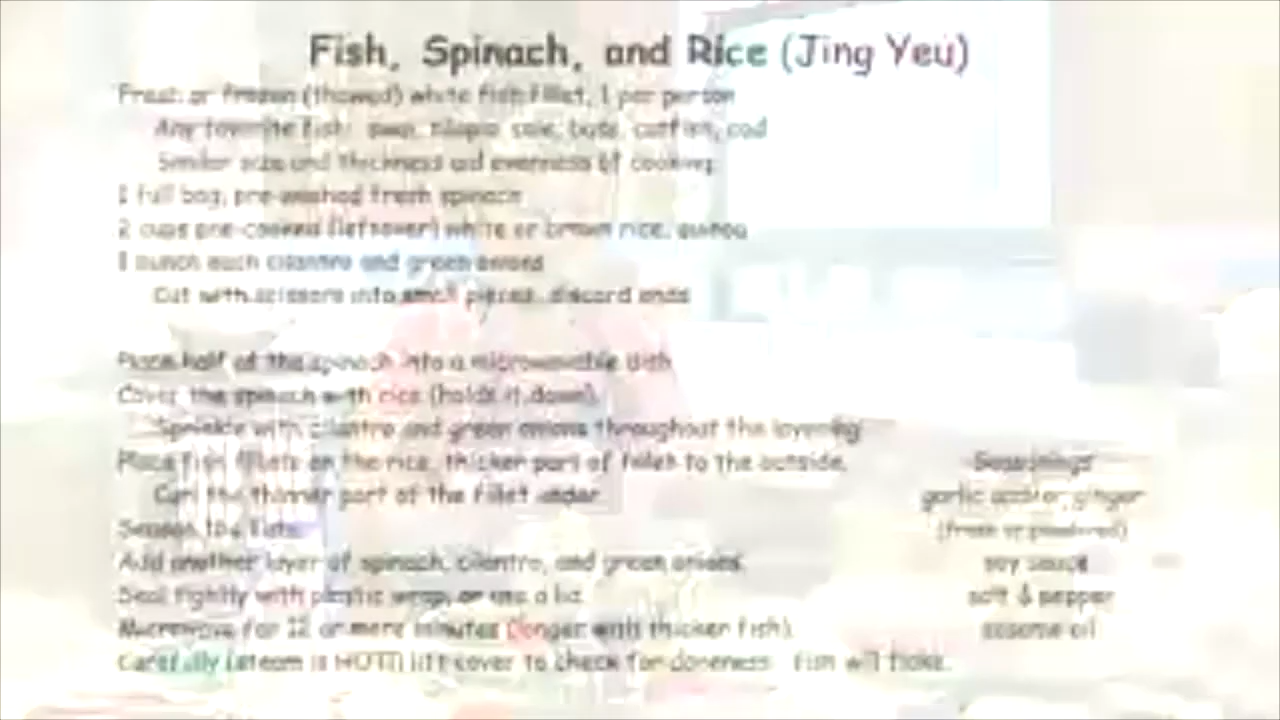 Fish, Spinach, and Rice (Jing Yeu)
Fresh or frozen (thawed) white fish fillet, 1 per person
Any favorite fish: swai, tilapia, sole, basa, catfish, cod
Similar size and thickness aid evenness of cooking
1 full bag, pre-washed fresh spinach
2 cups pre-cooked (leftover) white or brown rice, quinoa
1 bunch each cilantro and green onions
Cut with scissors into small pieces, discard ends
Place half of the spinach into a microwavable dish
Cover the spinach with rice (holds it down).
Sprinkle with cilantro and green onions throughout the layering
Place fish fillets on the rice, thicker part of fillet to the outside.
Curl the thinner part of the fillet under
Season the fish.
Add another layer of spinach, cilantro, and green onions.
Seal tightly with plastic wrap, or use a lid.
Microwave for 12 or more minutes (longer with thicker fish).
Carefully (steam is HOT!) lift cover to check for doneness. Fish will flake.
Seasonings
garlic and/or ginger
(fresh or powdered)
soy sauce
salt & pepper
sesame oil